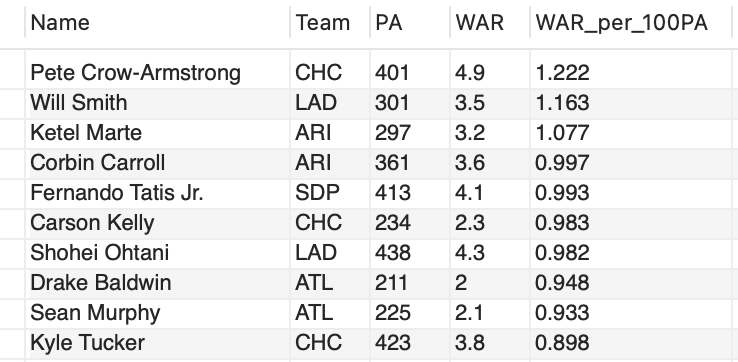 Name Team PA WAR WAR_per_100PA
Pete Crow-Armstrong CHC 401 4.9 1.222
Will Smith LAD 301 3.5 1.163
Ketel Marte ARI 297 3.2 1.077
Corbin Carroll ARI 361 3.6 0.997
Fernando Tatis Jr. SDP 413 4.1 0.993
Carson Kelly CHC 234 2.3 0.983
Shohei Ohtani LAD 438 4.3 0.982
Drake Baldwin ATL 211 2 0.948
Sean Murphy ATL 225 2.1 0.933
Kyle Tucker CHC 423 3.8 0.898